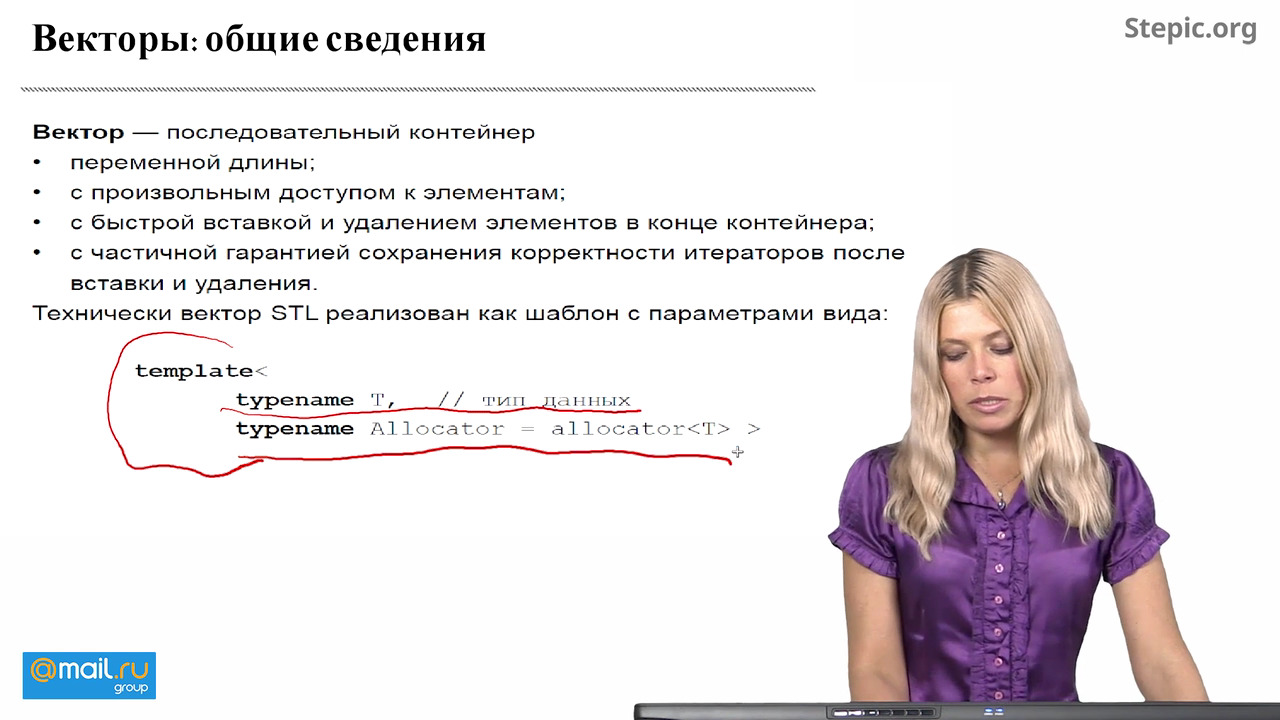 Векторы: общие сведения
Stepic.org
Вектор — последовательный контейнер
• переменной длины;
• с произвольным доступом к элементам;
• с быстрой вставкой и удалением элементов в конце контейнера;
• с частичной гарантией сохранения корректности итераторов после
вставки и удаления.
Технически вектор STL реализован как шаблон с параметрами вида:
template<
typename T, // тип данных
typename Allocator = allocator<T> >
@mail.ru
group